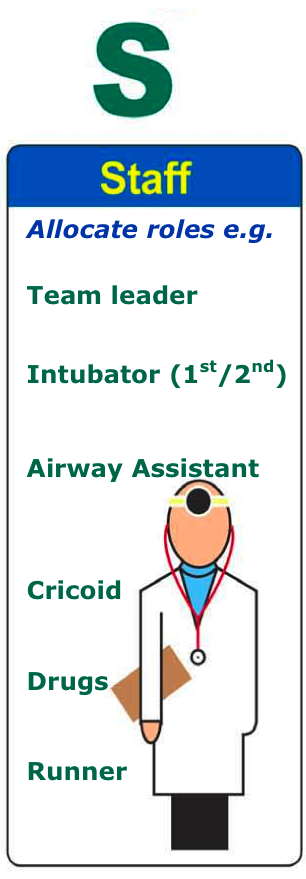 S
Staff
Allocate roles e.g.
Team leader
Intubator (1st/2nd)
Airway Assistant
Cricoid
Drugs
Runner